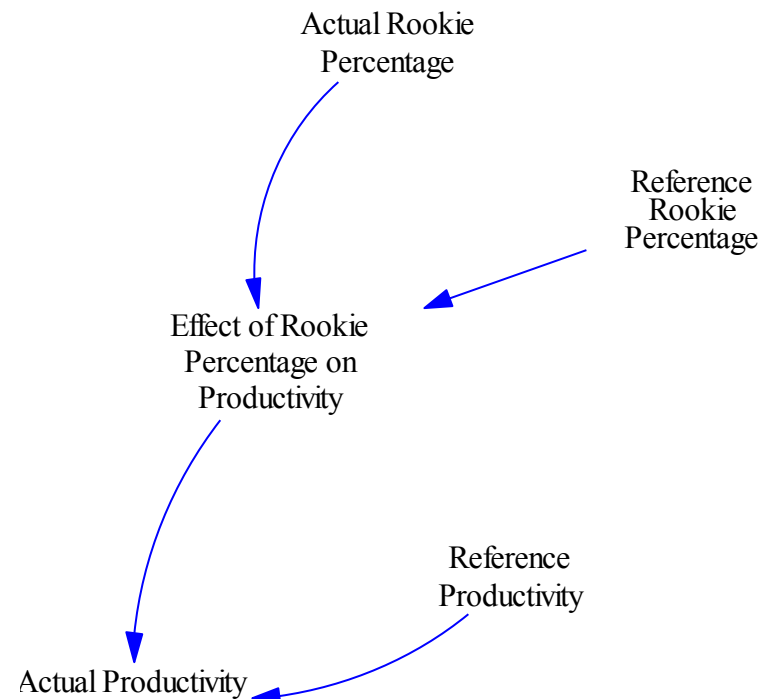 Actual Rookie
Percentage
Reference
Rookie
Percentage
Effect of Rookie
Percentage on
Productivity
Reference
Productivity
Actual Productivity